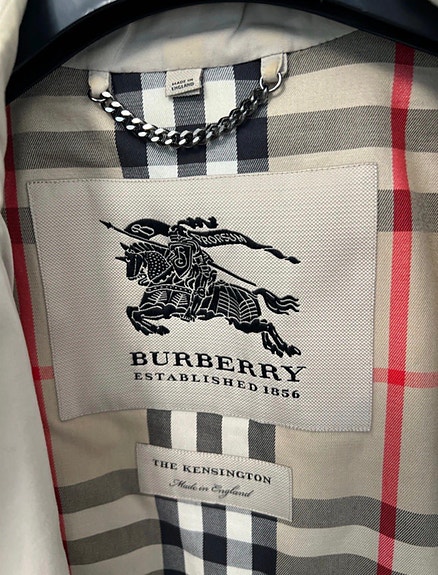 MADE IN
ENGLAND
PRORSUM
BURBERRY
ESTABLISHED 1856
THE KENSINGTON
Made in England